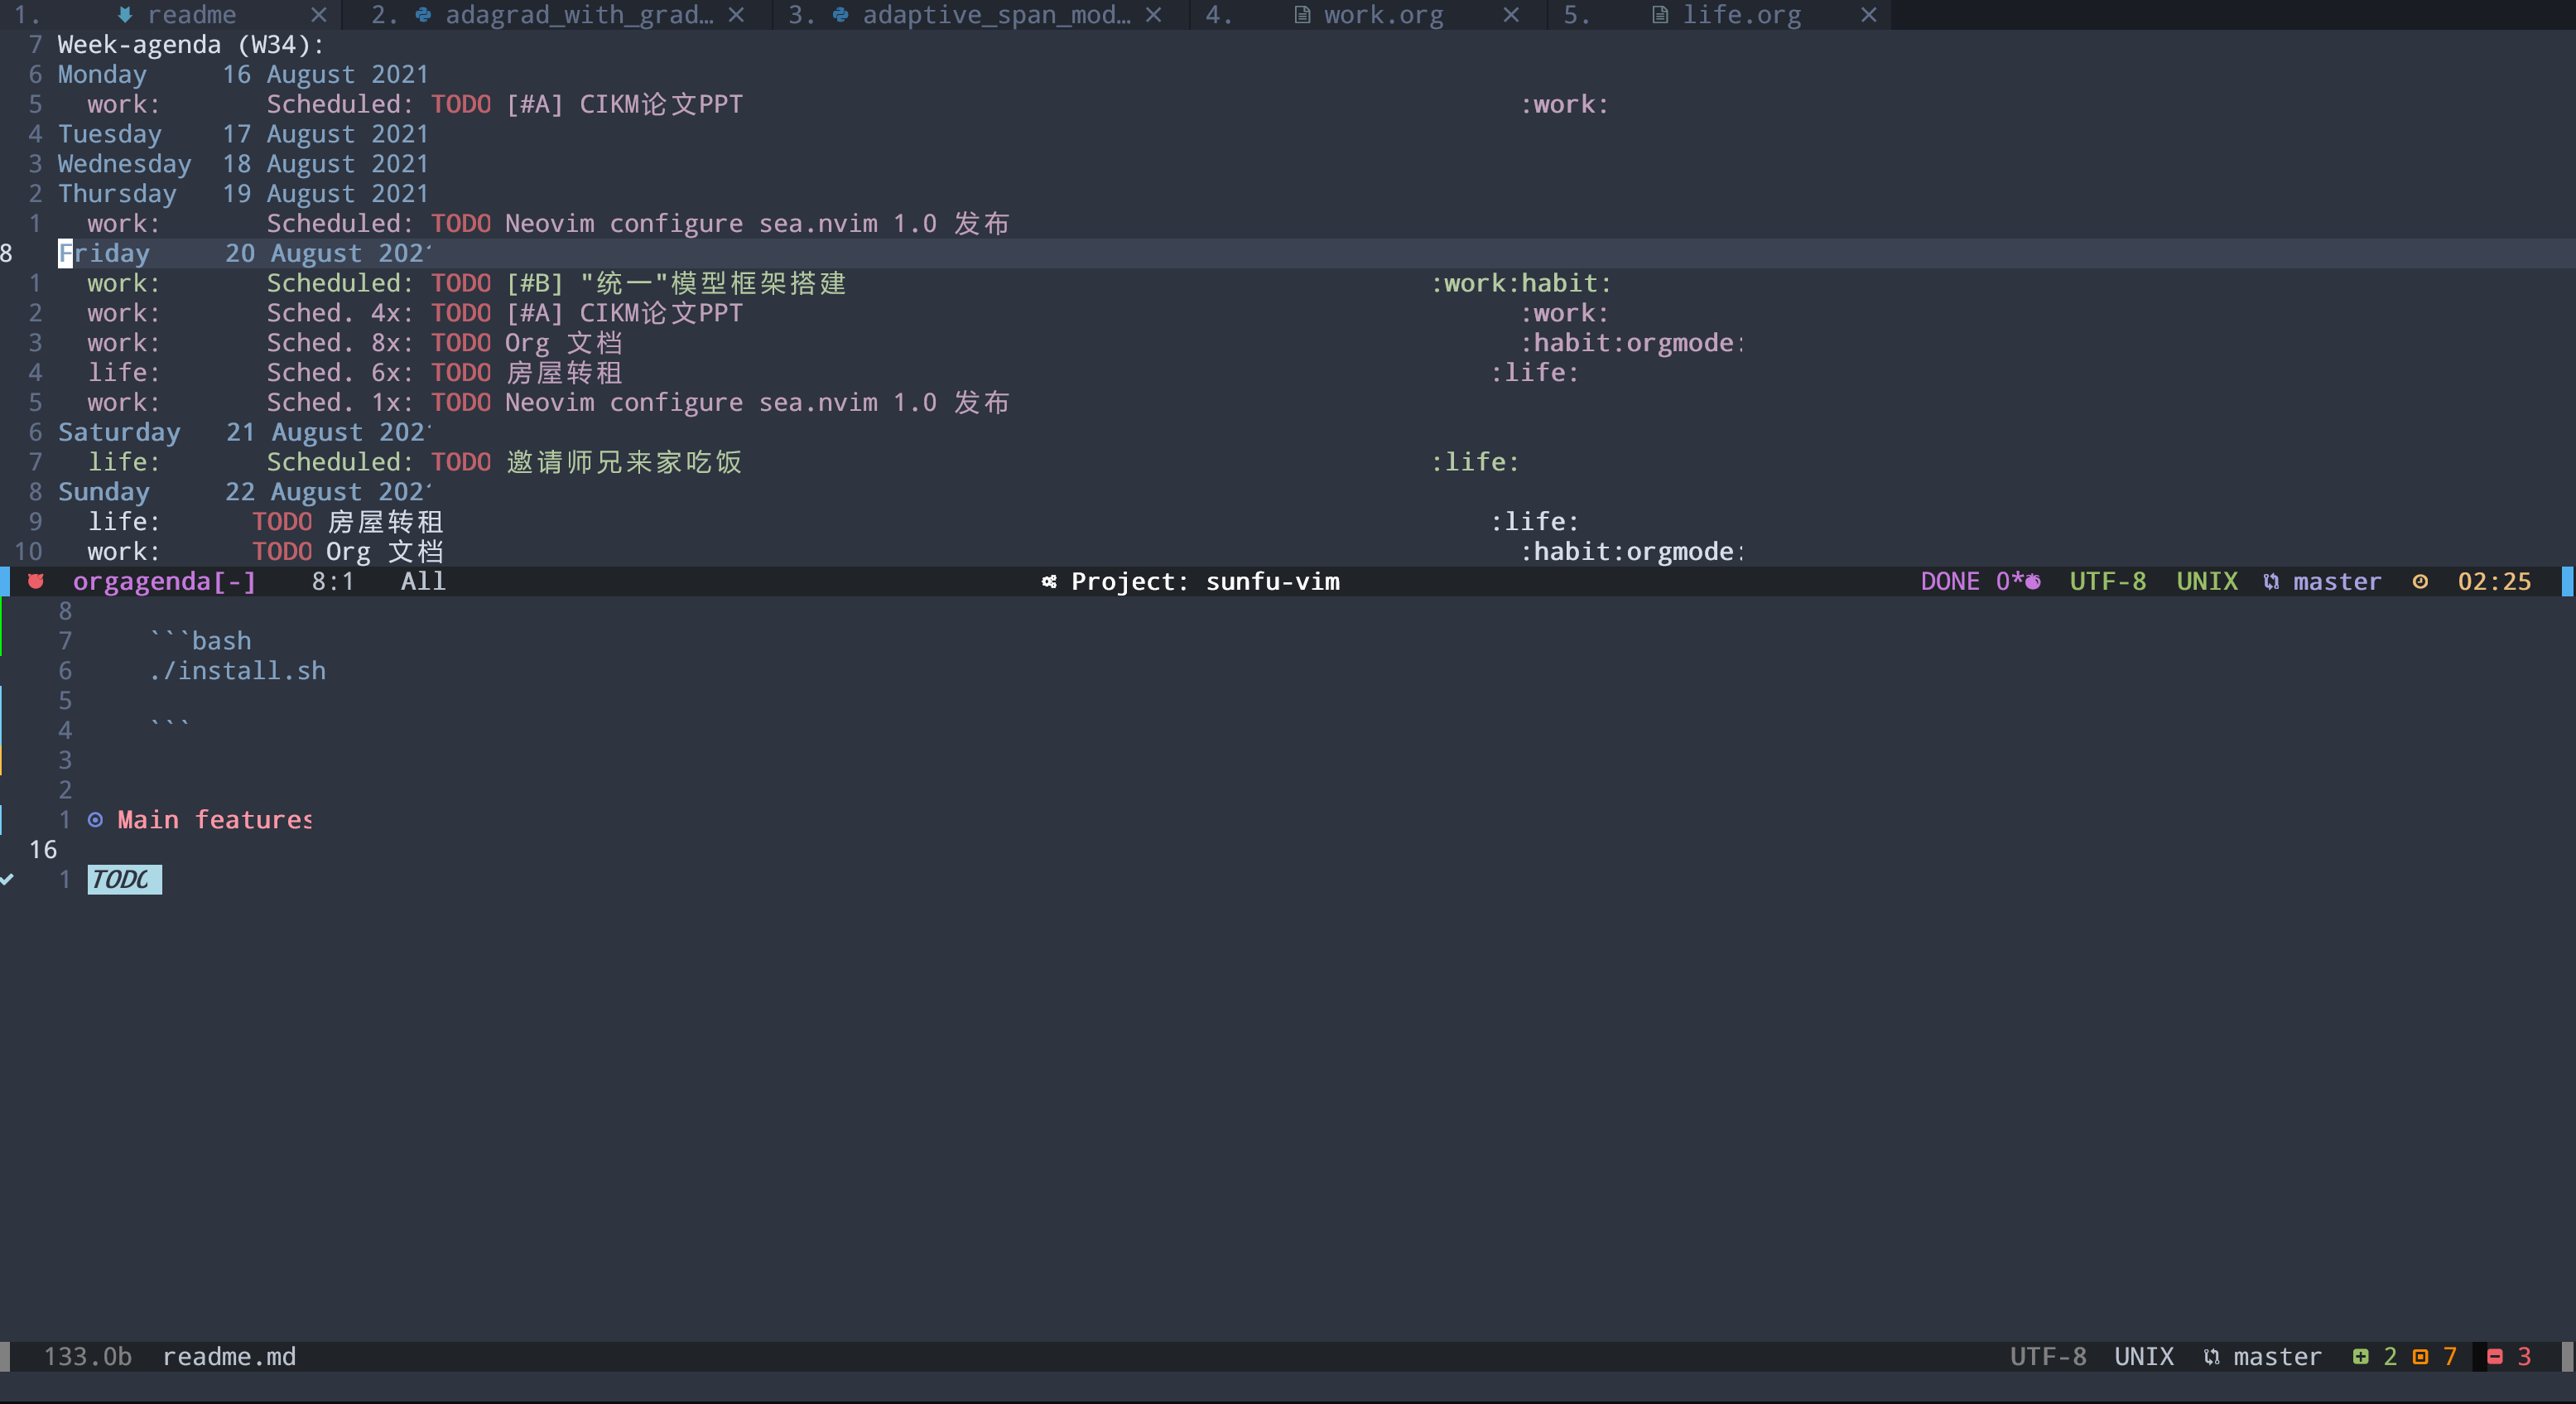 1. readme × 2. adagrad_with_grad… × 3. adaptive_span_mod… × 4. work.org × 5. life.org ×
7 Week-agenda (W34):
6 Monday 16 August 2021
5 work: Scheduled: TODO [#A] CIKM论文PPT :work:
4 Tuesday 17 August 2021
3 Wednesday 18 August 2021
2 Thursday 19 August 2021
1 work: Scheduled: TODO Neovim configure sea.nvim 1.0 发布
8 Friday 20 August 2021
1 work: Scheduled: TODO [#B] "统一"模型框架搭建 :work:habit:
2 work: Sched. 4x: TODO [#A] CIKM论文PPT :work:
3 work: Sched. 8x: TODO Org 文档 :habit:orgmode:
4 life: Sched. 6x: TODO 房屋转租 :life:
5 work: Sched. 1x: TODO Neovim configure sea.nvim 1.0 发布
6 Saturday 21 August 2021
7 life: Scheduled: TODO 邀请师兄来家吃饭 :life:
8 Sunday 22 August 2021
9 life: TODO 房屋转租 :life:
10 work: TODO Org 文档 :habit:orgmode:
orgagenda[-] 8:1 All Project: sunfu-vim DONE 0* UTF-8 UNIX master 02:25
8
7 ```bash
6 ./install.sh
5
4 ```
3
2
1 Main features
16
1 TODO
133.0b readme.md UTF-8 UNIX master 2 7 3